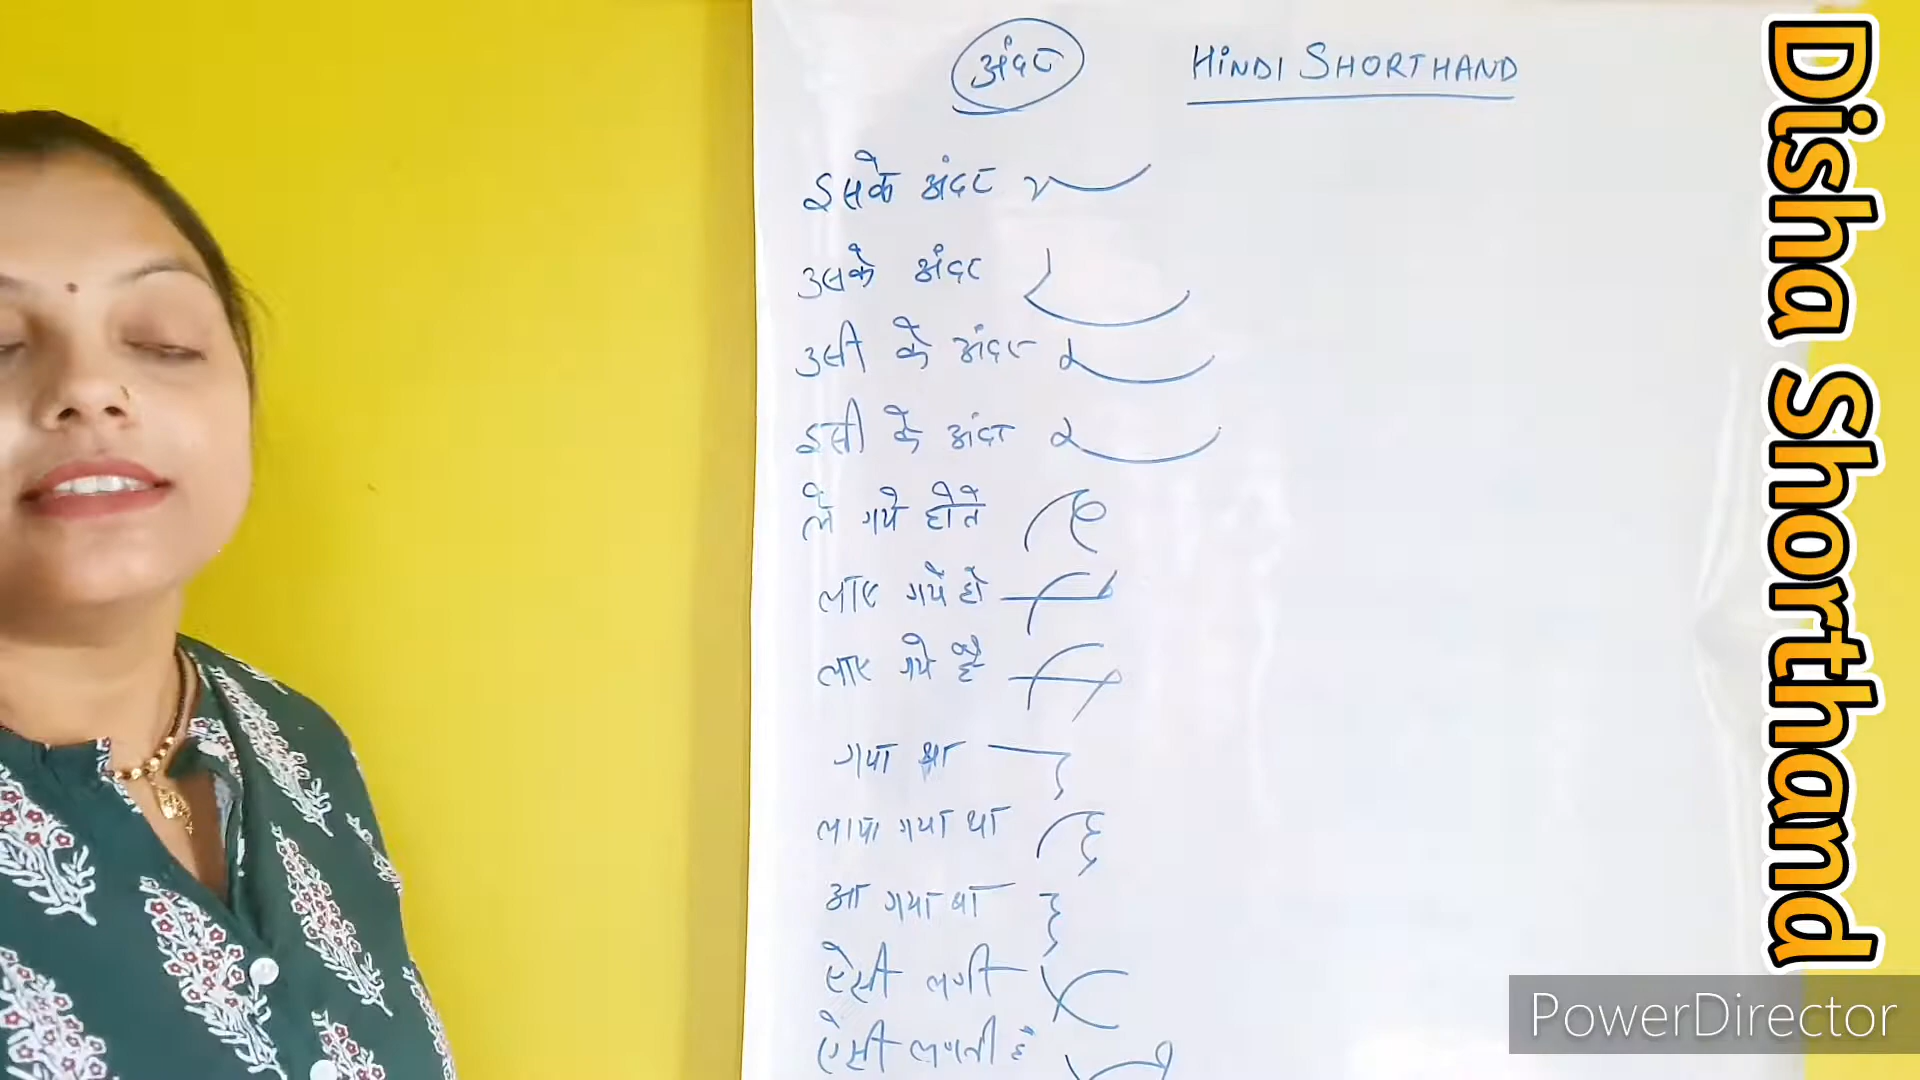 अंदर
HINDI SHORTHAND
इसके अंदर
उसके अंदर
उसी के अंदर
इसी के अंदर
ले गये होते
लाए गये हो
लाए गये है
गया था
लाया गया था
आ गया था
ऐसी लगी
ऐसी लगती है
Disha Shorthand
PowerDirector